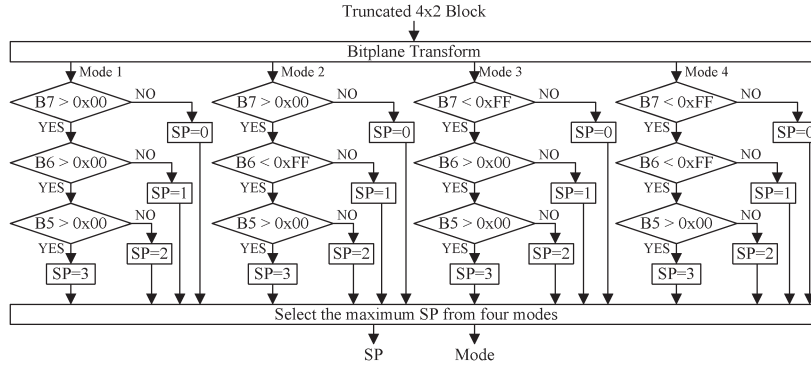 Truncated 4x2 Block
Bitplane Transform
Mode 1 Mode 2 Mode 3 Mode 4
B7 > 0x00 NO B7 > 0x00 NO B7 < 0xFF NO B7 < 0xFF NO
YES SP=0 YES SP=0 YES SP=0 YES SP=0
B6 > 0x00 NO B6 < 0xFF NO B6 > 0x00 NO B6 < 0xFF NO
YES SP=1 YES SP=1 YES SP=1 YES SP=1
B5 > 0x00 NO B5 > 0x00 NO B5 > 0x00 NO B5 > 0x00 NO
YES SP=2 YES SP=2 YES SP=2 YES SP=2
SP=3 SP=3 SP=3 SP=3
Select the maximum SP from four modes
SP Mode